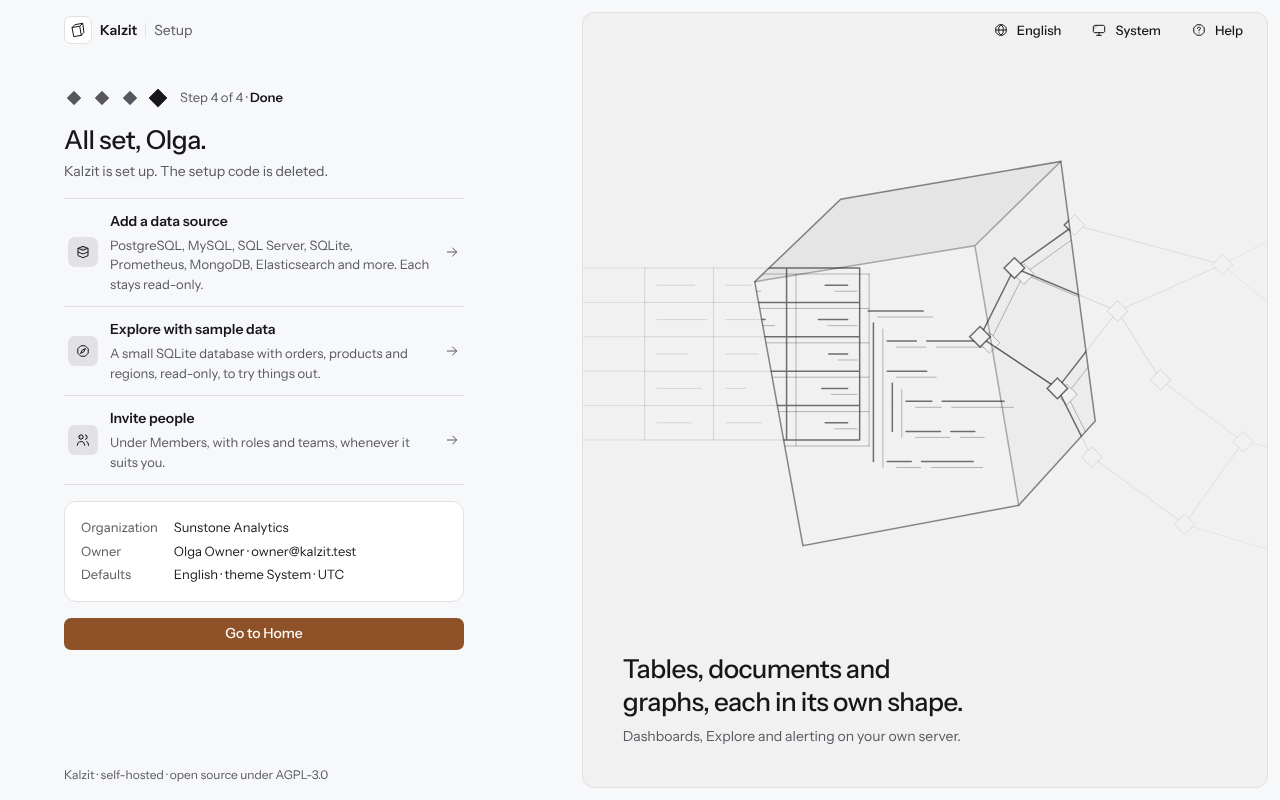 Kalzit
Setup
English
System
Help
Step 4 of 4 · Done
All set, Olga.
Kalzit is set up. The setup code is deleted.
Add a data source
PostgreSQL, MySQL, SQL Server, SQLite,
Prometheus, MongoDB, Elasticsearch and more. Each
stays read-only.
Explore with sample data
A small SQLite database with orders, products and
regions, read-only, to try things out.
Invite people
Under Members, with roles and teams, whenever it
suits you.
Organization Sunstone Analytics
Owner Olga Owner · owner@kalzit.test
Defaults English · theme System · UTC
Go to Home
Kalzit · self-hosted · open source under AGPL-3.0
Tables, documents and
graphs, each in its own shape.
Dashboards, Explore and alerting on your own server.